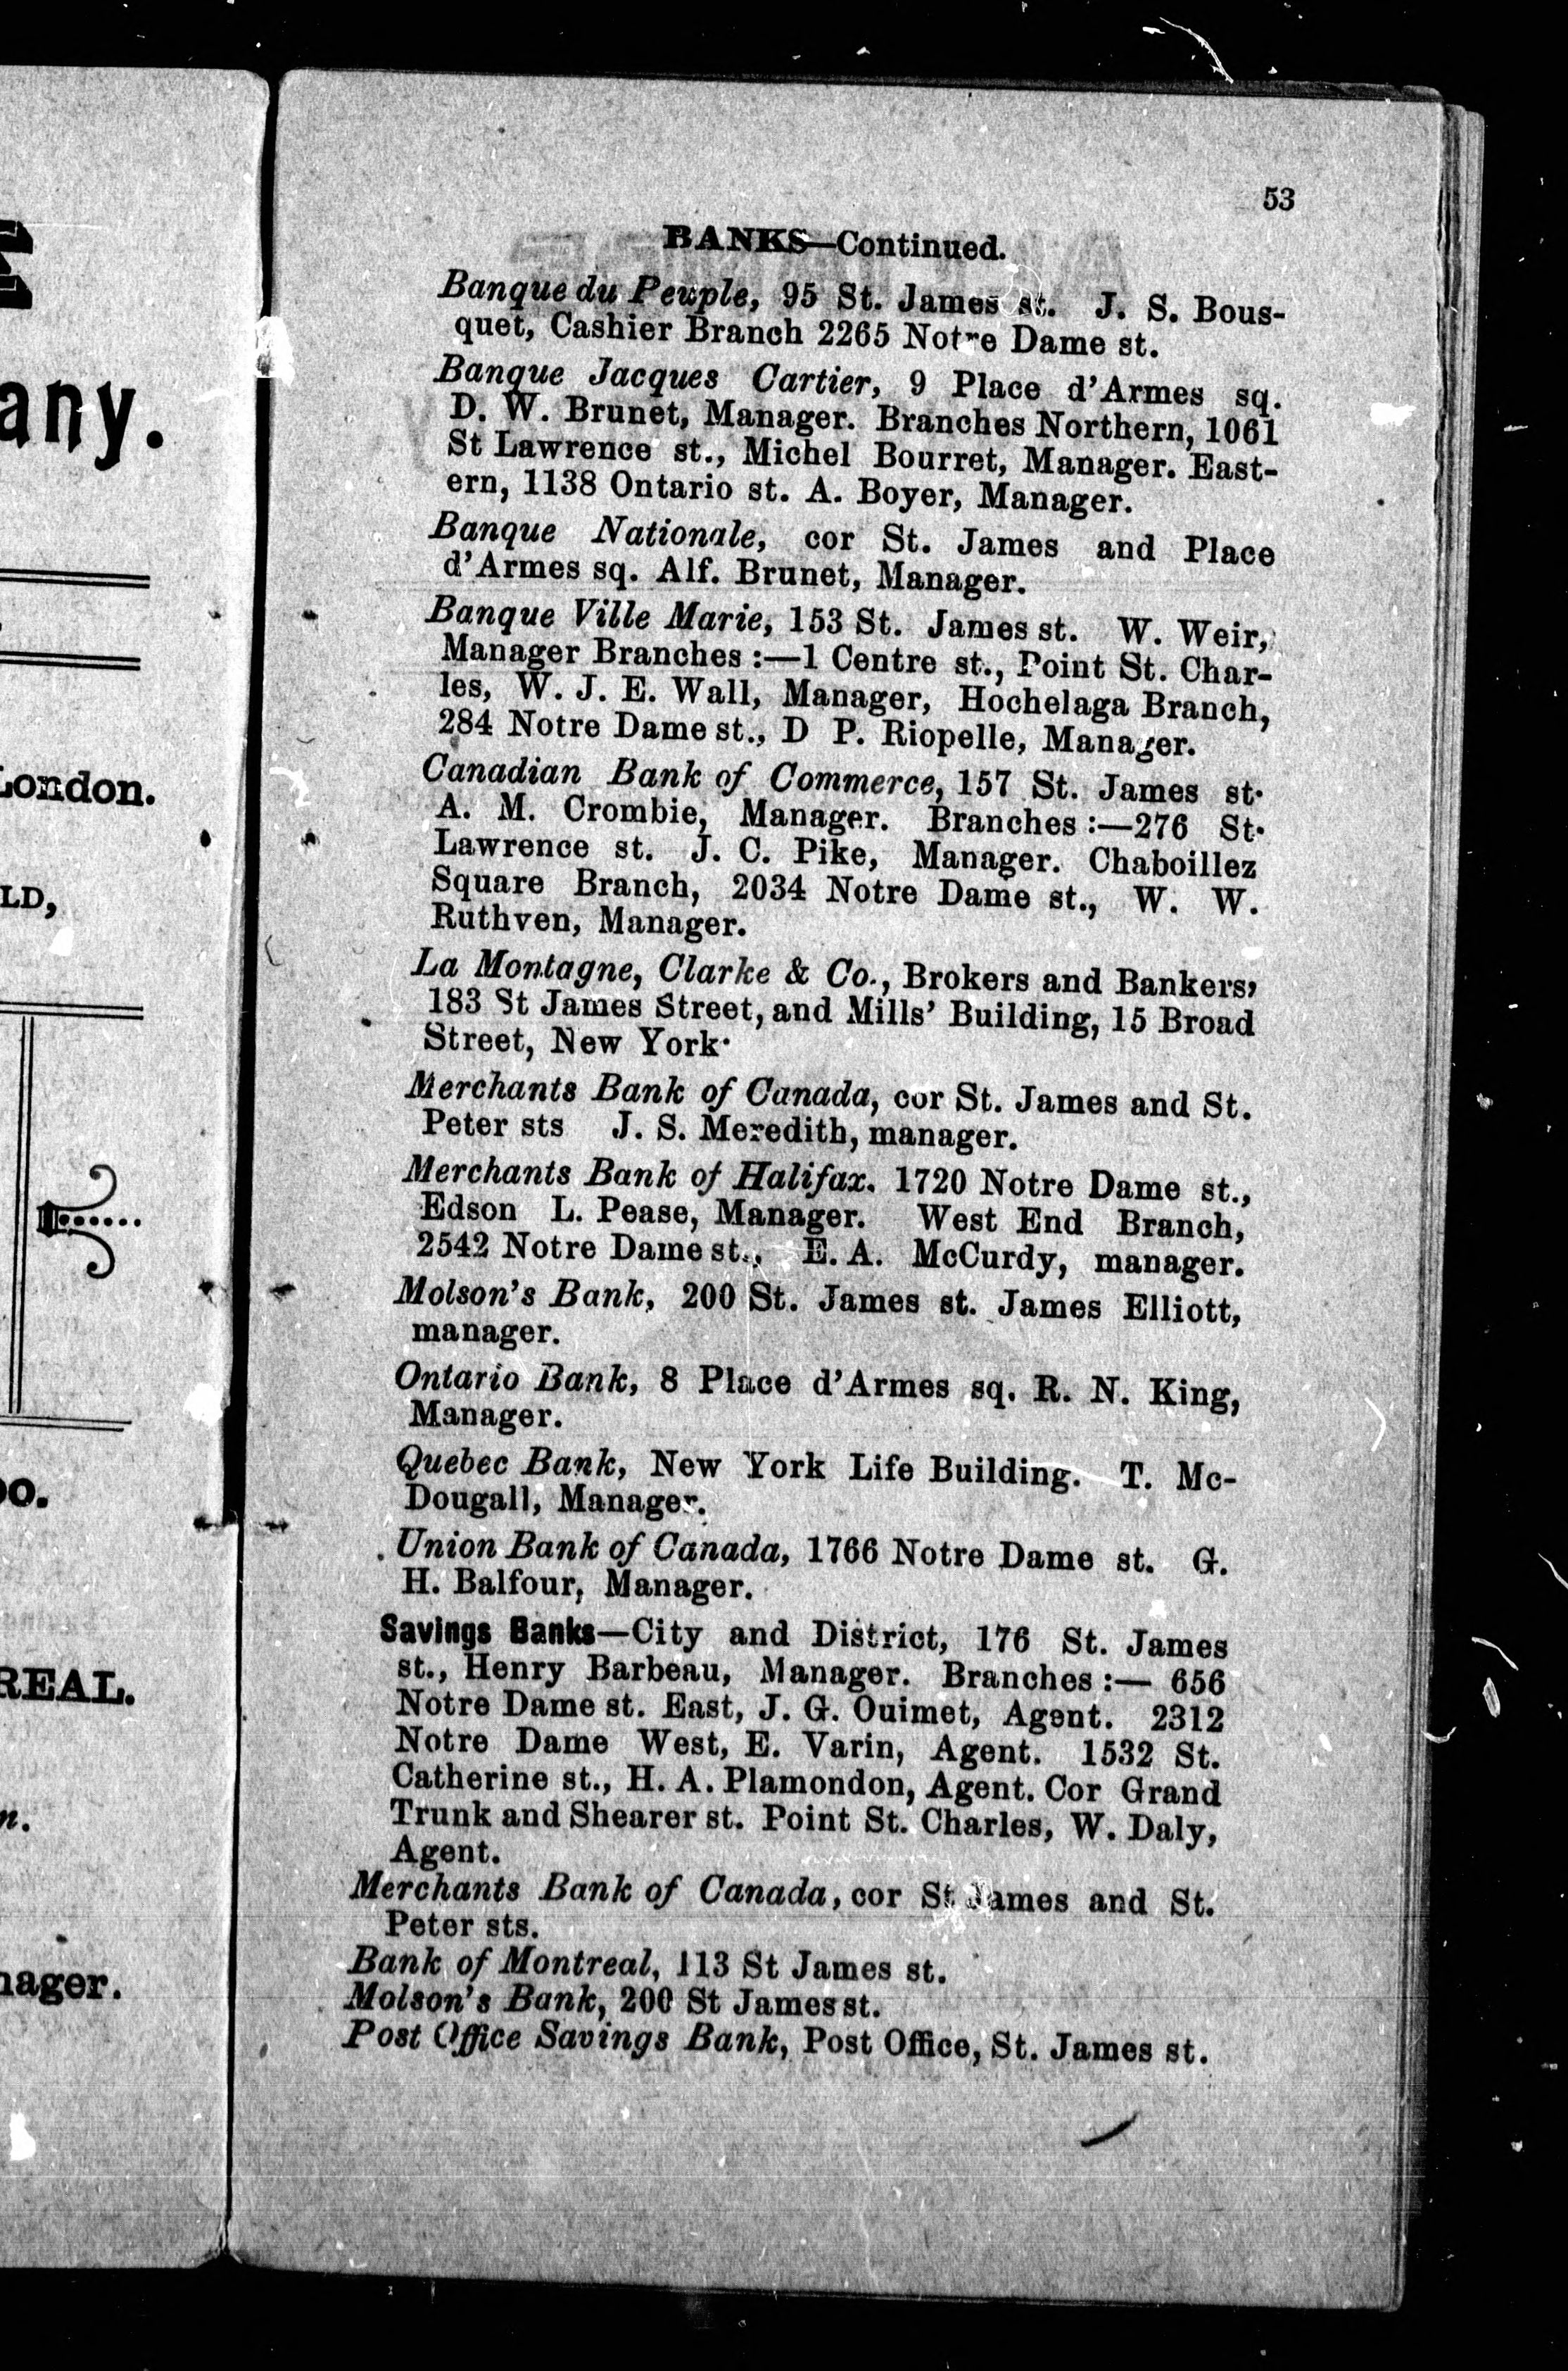 E
any.
London.
LD,
oo.
REAL.
n.
nager.
53
BANKS—Continued.
Banque du Peuple, 95 St. James st. J. S. Bous-
quet, Cashier Branch 2265 Notre Dame st.
Banque Jacques Cartier, 9 Place d'Armes sq.
D. W. Brunet, Manager. Branches Northern, 1061
St Lawrence st., Michel Bourret, Manager. East-
ern, 1138 Ontario st. A. Boyer, Manager.
Banque Nationale, cor St. James and Place
d'Armes sq. Alf. Brunet, Manager.
Banque Ville Marie, 153 St. James st. W. Weir,
Manager Branches :—1 Centre st., Point St. Char-
les, W. J. E. Wall, Manager, Hochelaga Branch,
284 Notre Dame st., D P. Riopelle, Manager.
Canadian Bank of Commerce, 157 St. James st.
A. M. Crombie, Manager. Branches :—276 St.
Lawrence st. J. C. Pike, Manager. Chaboillez
Square Branch, 2034 Notre Dame st., W. W.
Ruthven, Manager.
La Montagne, Clarke & Co., Brokers and Bankers,
183 St James Street, and Mills' Building, 15 Broad
Street, New York.
Merchants Bank of Canada, cor St. James and St.
Peter sts J. S. Meredith, manager.
Merchants Bank of Halifax. 1720 Notre Dame st.,
Edson L. Pease, Manager. West End Branch,
2542 Notre Dame st., E. A. McCurdy, manager.
Molson's Bank, 200 St. James st. James Elliott,
manager.
Ontario Bank, 8 Place d'Armes sq. R. N. King,
Manager.
Quebec Bank, New York Life Building. T. Mc-
Dougall, Manager.
Union Bank of Canada, 1766 Notre Dame st. G.
H. Balfour, Manager.
Savings Banks—City and District, 176 St. James
st., Henry Barbeau, Manager. Branches :— 656
Notre Dame st. East, J. G. Ouimet, Agent. 2312
Notre Dame West, E. Varin, Agent. 1532 St.
Catherine st., H. A. Plamondon, Agent. Cor Grand
Trunk and Shearer st. Point St. Charles, W. Daly,
Agent.
Merchants Bank of Canada, cor St James and St.
Peter sts.
Bank of Montreal, 113 St James st.
Molson's Bank, 200 St James st.
Post Office Savings Bank, Post Office, St. James st.